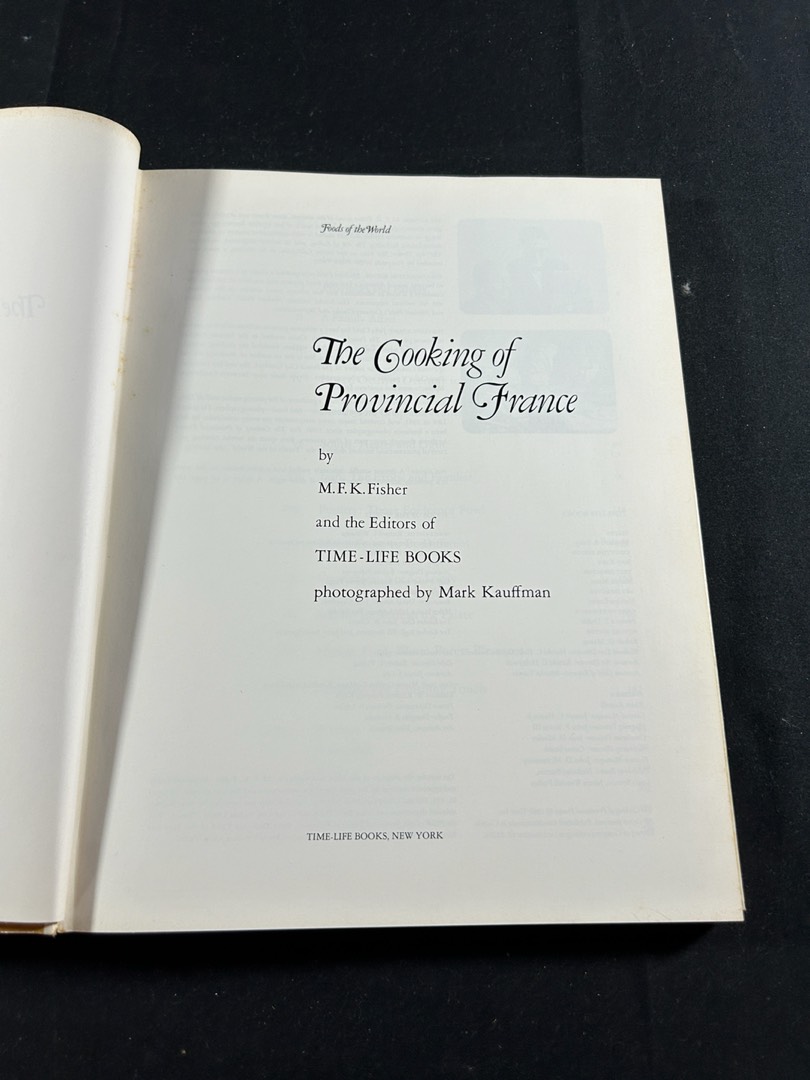 Foods of the World
The Cooking of
Provincial France
by
M.F.K.Fisher
and the Editors of
TIME-LIFE BOOKS
photographed by Mark Kauffman
TIME-LIFE BOOKS, NEW YORK